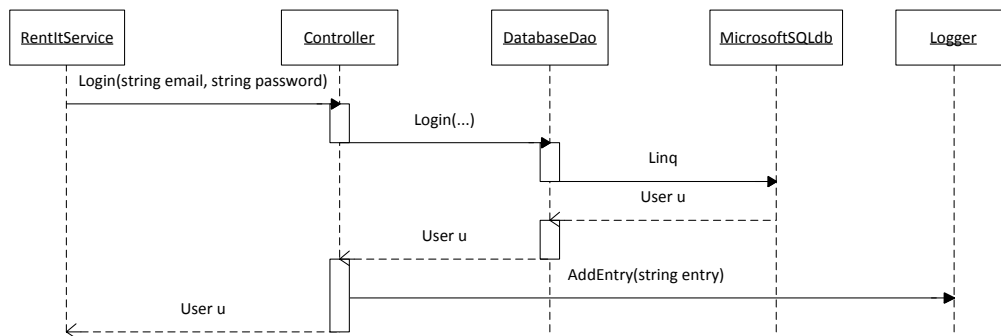 RentItService
Controller
DatabaseDao
MicrosoftSQLdb
Logger
Login(string email, string password)
Login(...)
Linq
User u
User u
AddEntry(string entry)
User u